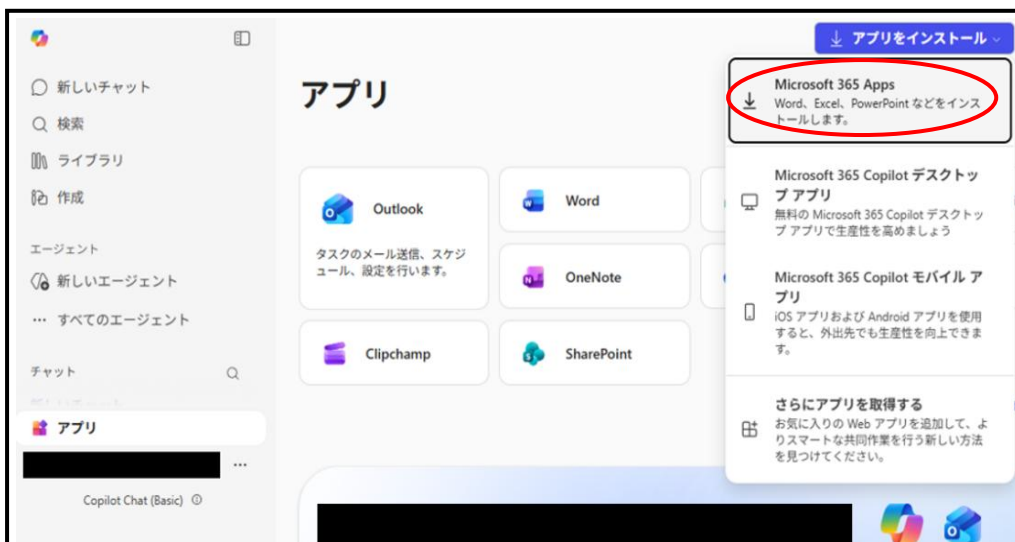 アプリをインストール
新しいチャット
検索
ライブラリ
作成
エージェント
新しいエージェント
すべてのエージェント
チャット
アプリ
Copilot Chat (Basic)
アプリ
Outlook
タスクのメール送信、スケジ
ュール、設定を行います。
Word
OneNote
Clipchamp
SharePoint
Microsoft 365 Apps
Word、Excel、PowerPoint などをインス
トールします。
Microsoft 365 Copilot デスクトッ
プ アプリ
無料の Microsoft 365 Copilot デスクトッ
プ アプリで生産性を高めましょう
Microsoft 365 Copilot モバイル ア
プリ
iOS アプリおよび Android アプリを使用
すると、外出先でも生産性を向上できま
す。
さらにアプリを取得する
お気に入りの Web アプリを追加して、よ
りスマートな共同作業を行う新しい方法
を見つけてください。